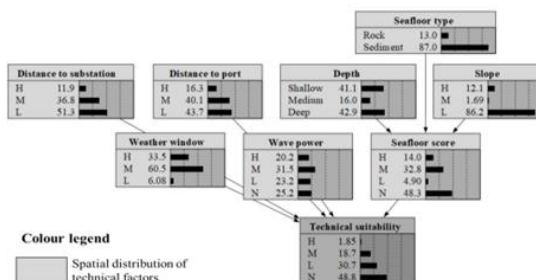 Seafloor type
Rock 13.0
Sediment 87.0
Distance to substation
H 11.9
M 36.8
L 51.3
Distance to port
H 16.3
M 40.1
L 43.7
Depth
Shallow 41.1
Medium 16.0
Deep 42.9
Slope
H 12.1
M 1.69
L 86.2
Weather window
H 33.5
M 60.5
L 6.08
Wave power
H 20.2
M 31.5
L 23.2
N 25.2
Seafloor score
H 14.0
M 32.8
L 4.90
N 48.3
Technical suitability
H 1.85
M 18.7
L 30.7
N 48.8
Colour legend
Spatial distribution of
technical factors